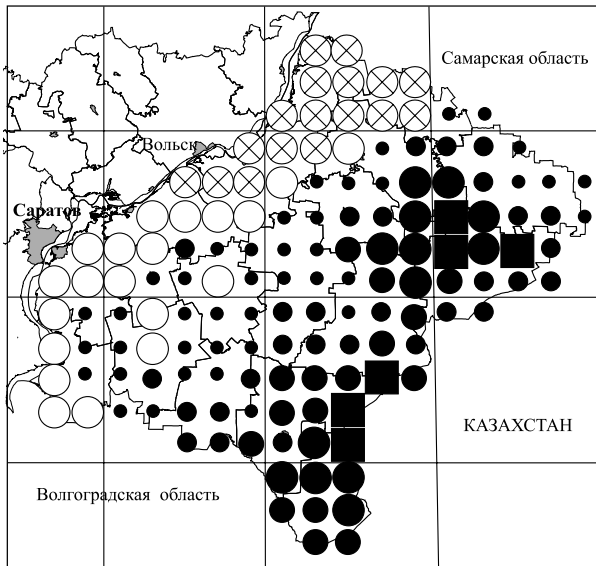 Самарская область
Вольск
Саратов
КАЗАХСТАН
Волгоградская область